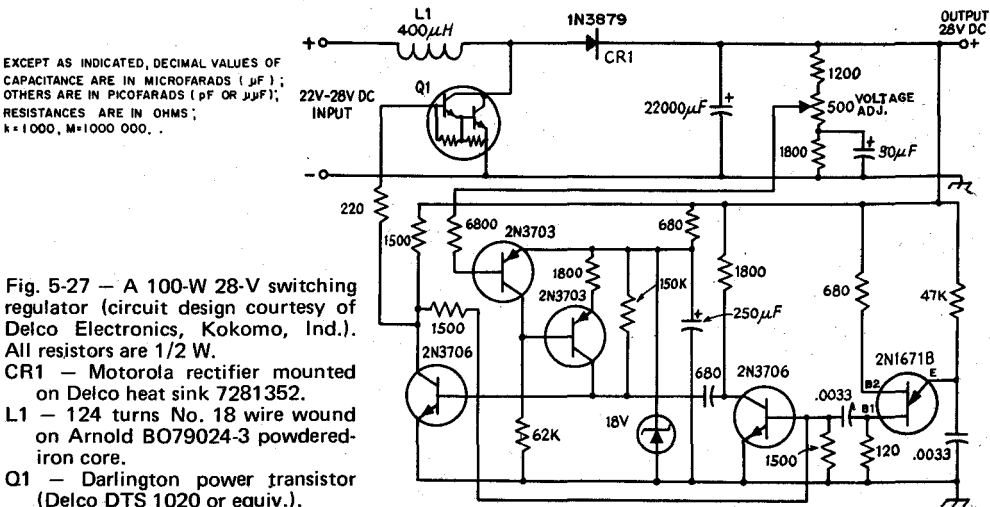 EXCEPT AS INDICATED, DECIMAL VALUES OF
CAPACITANCE ARE IN MICROFARADS ( µF ) ;
OTHERS ARE IN PICOFARADS ( pF OR µµF);
RESISTANCES ARE IN OHMS ;
k = 1000, M=1000 000, .
L1
400µH
1N3879
CR1
OUTPUT
28V DC
+
+
-
Q1
22V-28V DC
INPUT
22000µF
+
1200
500
VOLTAGE
ADJ.
1800
+
30µF
220
1500
6800
2N3703
1800
2N3703
680
150K
1800
+
250µF
680
47K
1500
2N3706
62K
18V
680
2N3706
.0033
1500
B2
B1
E
2N1671B
120
.0033
Fig. 5-27 — A 100-W 28-V switching
regulator (circuit design courtesy of
Delco Electronics, Kokomo, Ind.).
All resistors are 1/2 W.
CR1 — Motorola rectifier mounted
on Delco heat sink 7281352.
L1 — 124 turns No. 18 wire wound
on Arnold BO79024-3 powdered-
iron core.
Q1 — Darlington power transistor
(Delco DTS 1020 or equiv.).